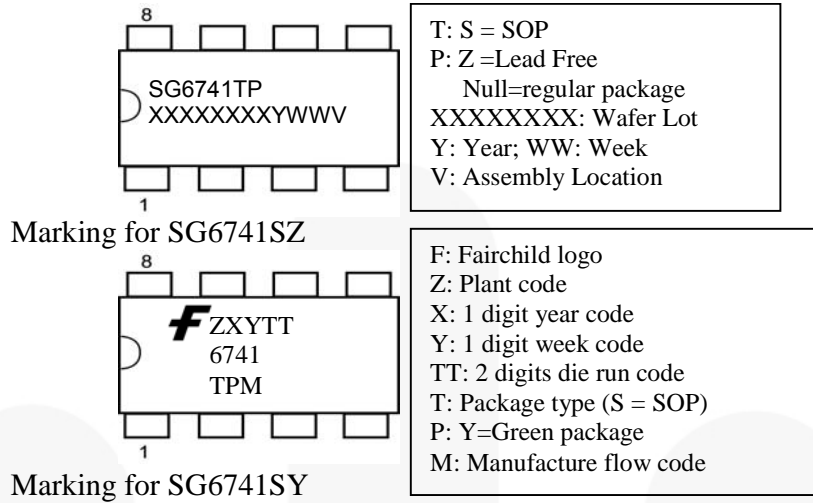 8
SG6741TP
XXXXXXXXYWWV
1
T: S = SOP
P: Z =Lead Free
Null=regular package
XXXXXXXX: Wafer Lot
Y: Year; WW: Week
V: Assembly Location
Marking for SG6741SZ
8
ZXYTT
6741
TPM
1
F: Fairchild logo
Z: Plant code
X: 1 digit year code
Y: 1 digit week code
TT: 2 digits die run code
T: Package type (S = SOP)
P: Y=Green package
M: Manufacture flow code
Marking for SG6741SY